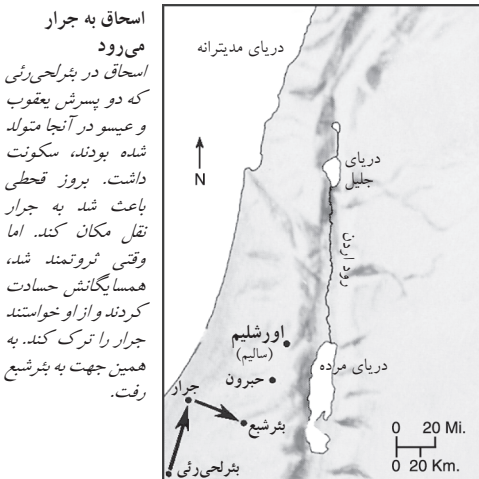 اسحاق به جرار
می‌رود
اسحاق در بئرلحی‌رئی
که دو پسرش یعقوب
و عیسو در آنجا متولد
شده بودند، سکونت
داشت. بروز قحطی
باعث شد به جرار
نقل مکان کند. اما
وقتی ثروتمند شد،
همسایگانش حسادت
کردند و از او خواستند
جرار را ترک کند. به
همین جهت به بئرشبع
رفت.
دریای مدیترانه
N
دریای
جلیل
رود اردن
اورشلیم
(سالیم)
دریای مرده
حبرون
جرار
بئرشبع
بئرلحی‌رئی
0 20 Mi.
0 20 Km.